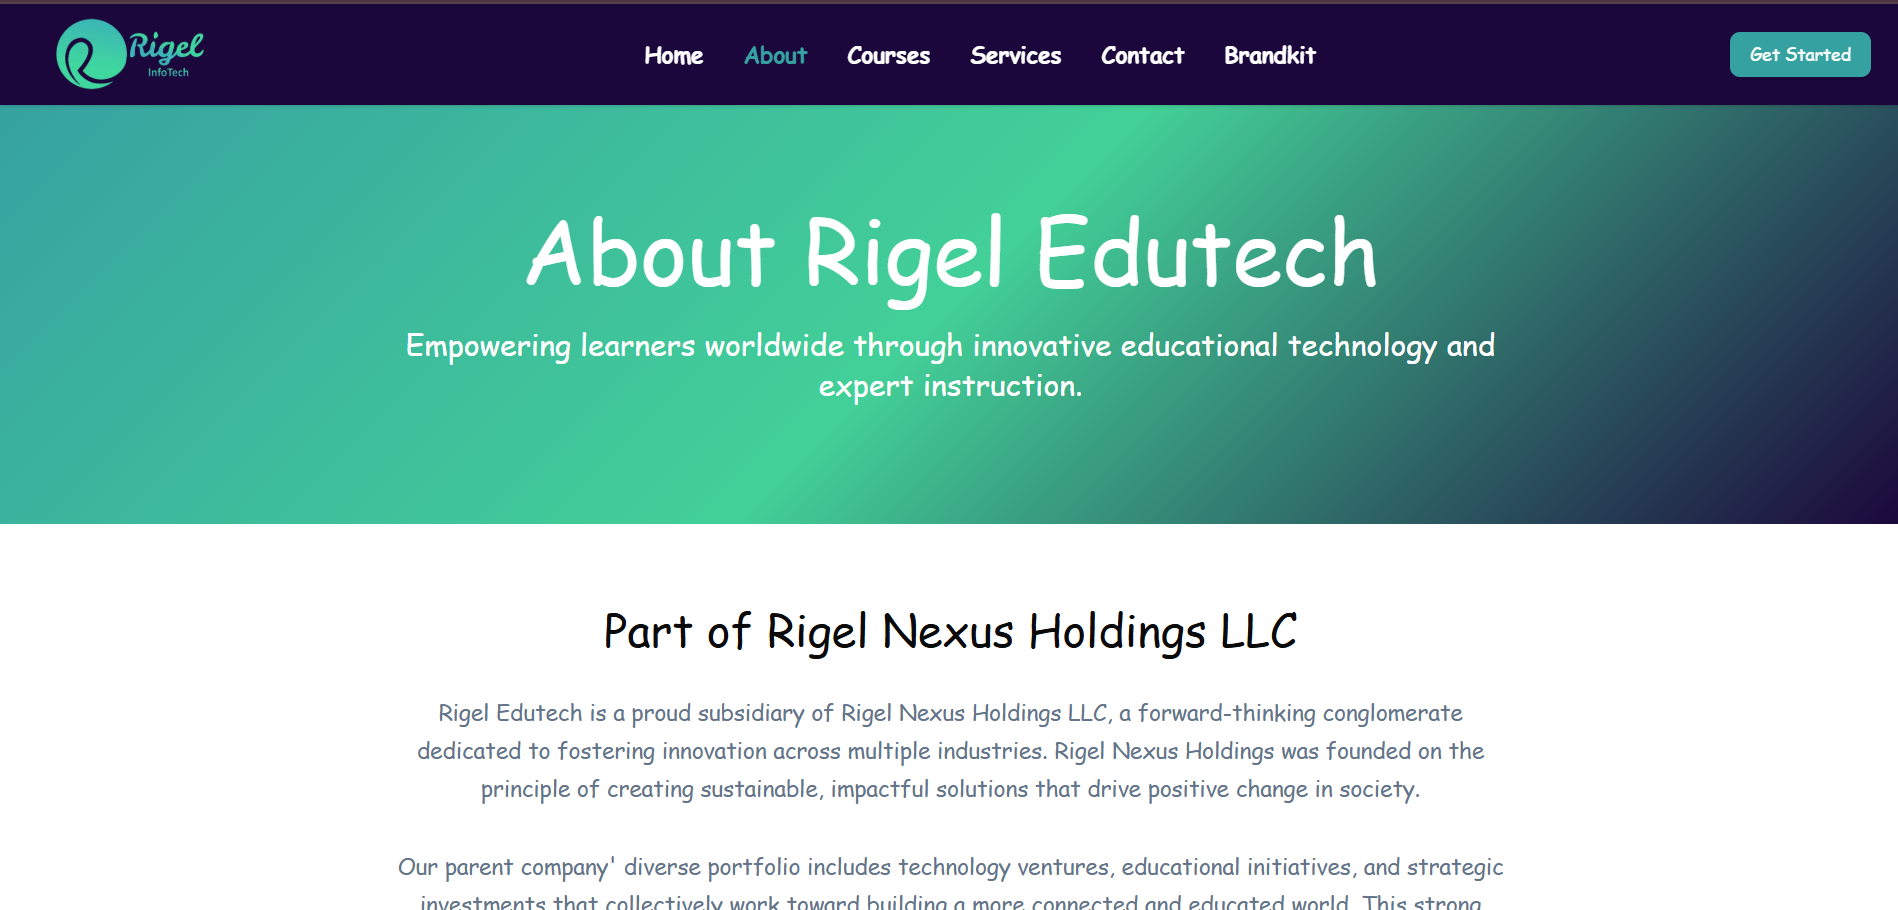 Rigel
InfoTech
Home About Courses Services Contact Brandkit
Get Started
About Rigel Edutech
Empowering learners worldwide through innovative educational technology and
expert instruction.
Part of Rigel Nexus Holdings LLC
Rigel Edutech is a proud subsidiary of Rigel Nexus Holdings LLC, a forward-thinking conglomerate
dedicated to fostering innovation across multiple industries. Rigel Nexus Holdings was founded on the
principle of creating sustainable, impactful solutions that drive positive change in society.
Our parent company' diverse portfolio includes technology ventures, educational initiatives, and strategic
investments that collectively work toward building a more connected and educated world. This strong